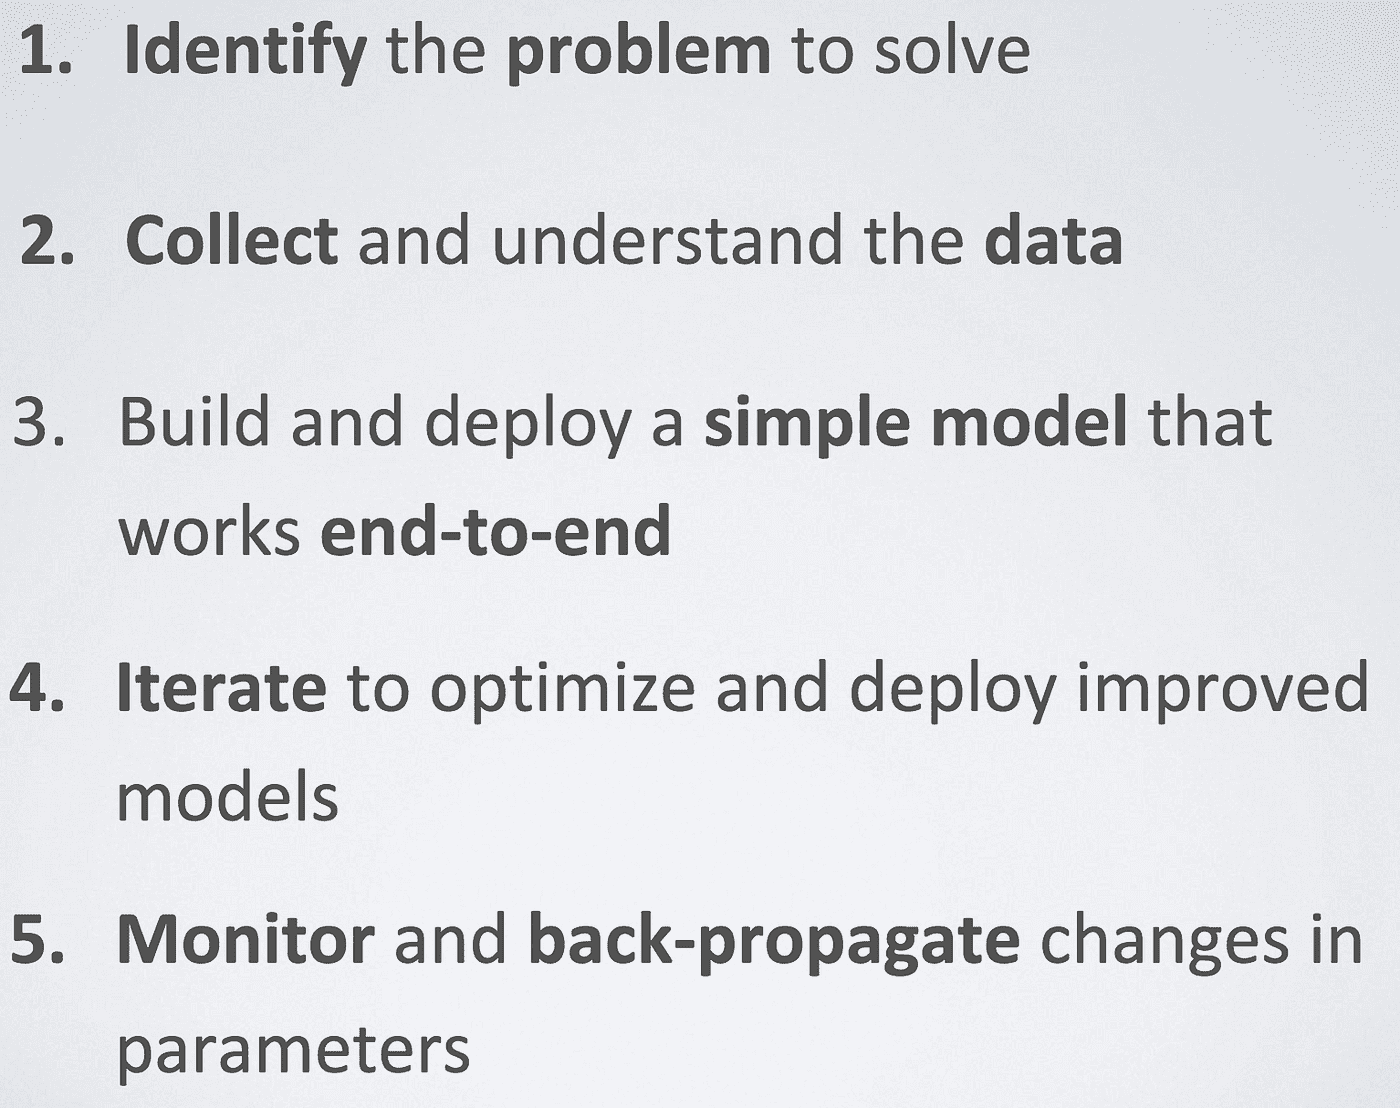 1. Identify the problem to solve
2. Collect and understand the data
3. Build and deploy a simple model that
works end-to-end
4. Iterate to optimize and deploy improved
models
5. Monitor and back-propagate changes in
parameters